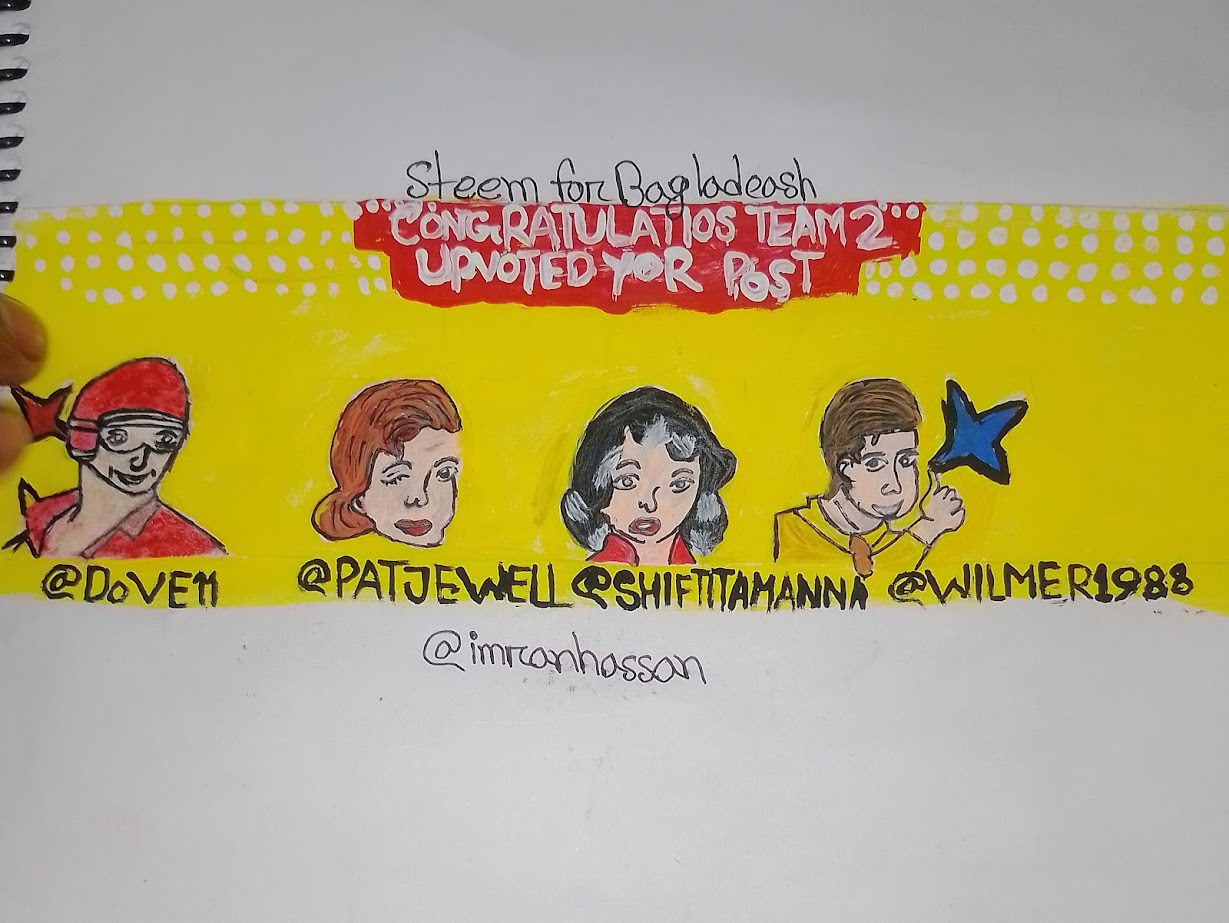 Steem for Bagladeash
CONGRATULATIOS TEAM 2
UPVOTED YOR POST
@DOVE11 @PATJEWELL @SHIFTITAMANNA @WILMER1988
@imranhassan